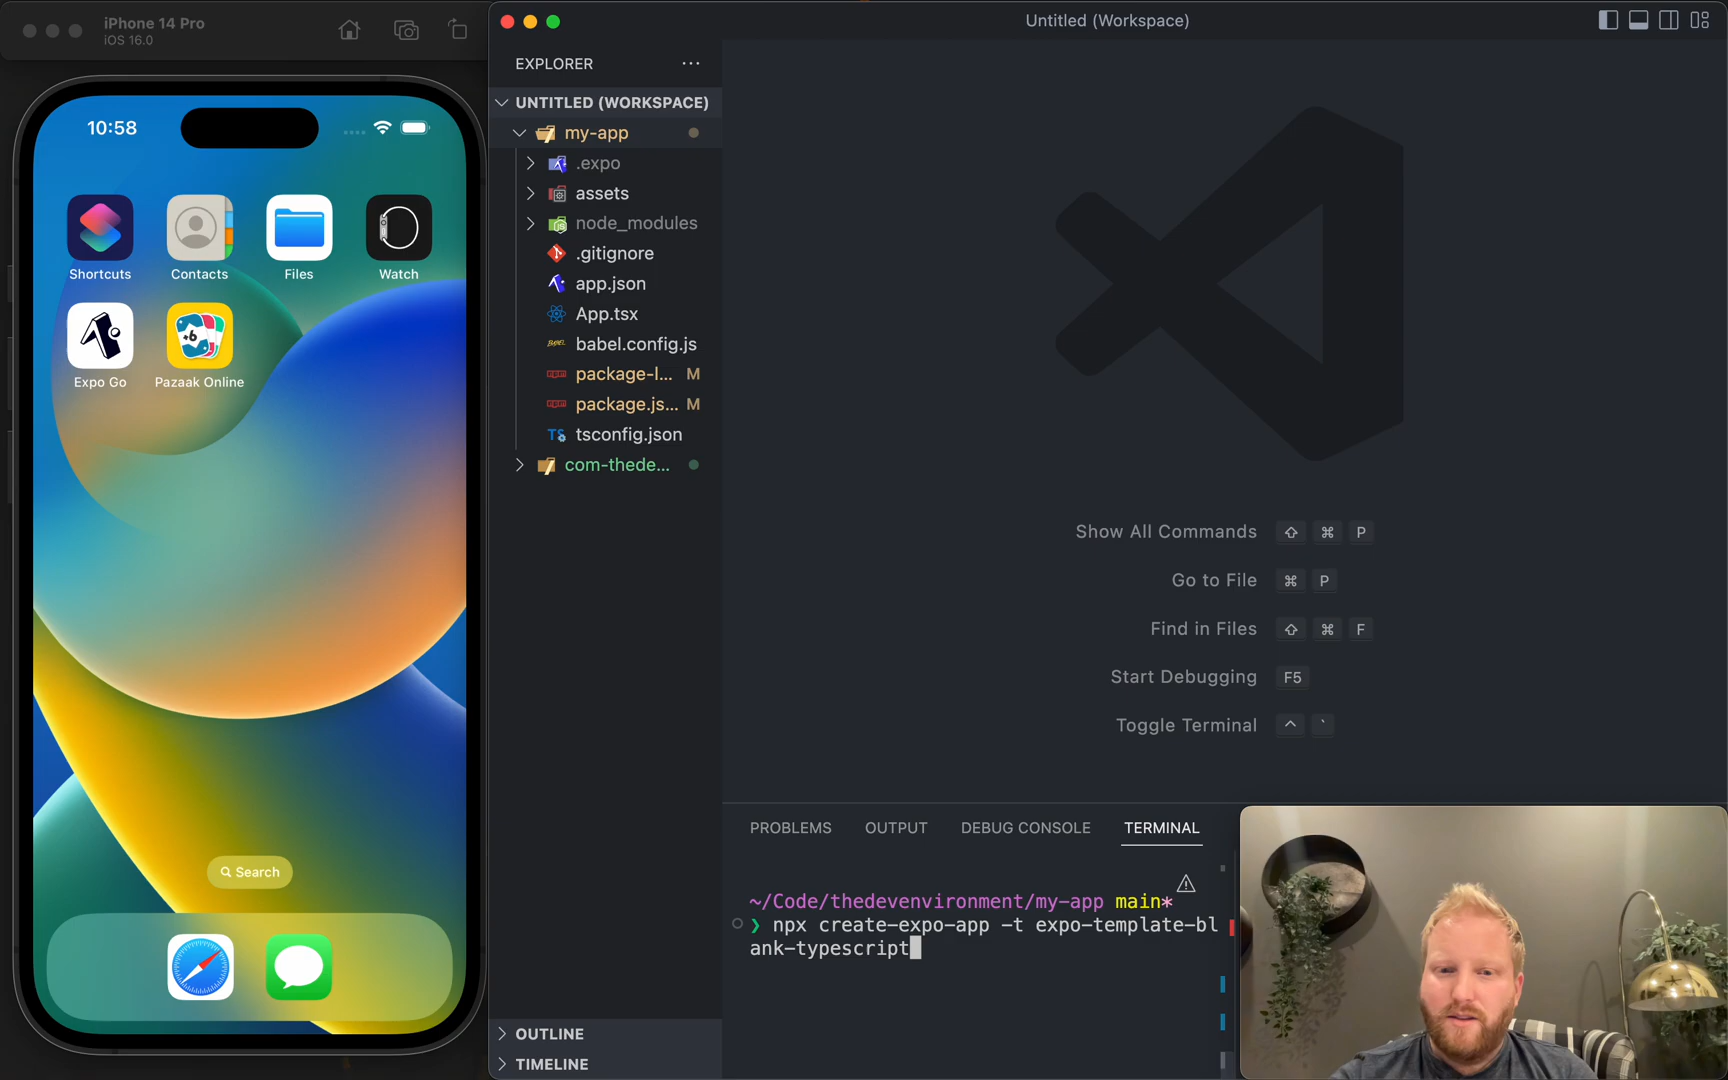 iPhone 14 Pro
iOS 16.0
10:58
Shortcuts
Contacts
Files
Watch
+6
Expo Go
Pazaak Online
Search
Untitled (Workspace)
EXPLORER
UNTITLED (WORKSPACE)
my-app
.expo
assets
node_modules
.gitignore
app.json
App.tsx
BABEL babel.config.js
package-l... M
package.js... M
TS tsconfig.json
com-thede...
OUTLINE
TIMELINE
Show All Commands ⇧ ⌘ P
Go to File ⌘ P
Find in Files ⇧ ⌘ F
Start Debugging F5
Toggle Terminal ^ `
PROBLEMS
OUTPUT
DEBUG CONSOLE
TERMINAL
~/Code/thedevenvironment/my-app main*
❯ npx create-expo-app -t expo-template-bl
ank-typescript